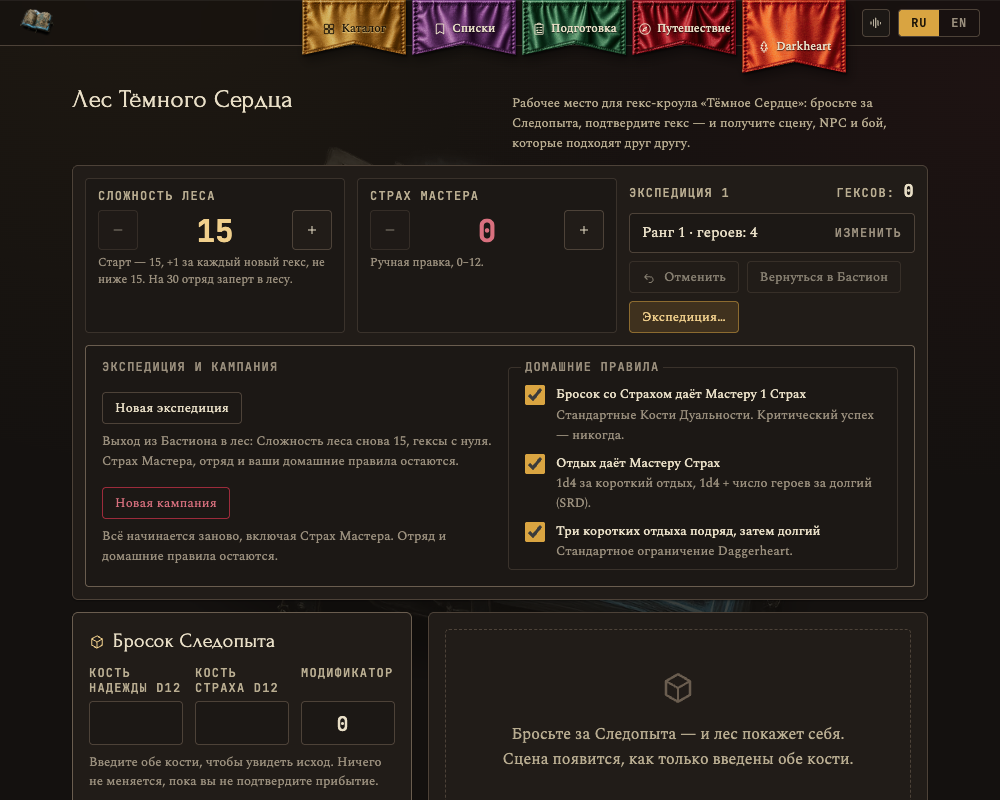 Каталог
Списки
Подготовка
Путешествие
Darkheart
RU
EN
Лес Тёмного Сердца
Рабочее место для гекс-кроула «Тёмное Сердце»: бросьте за
Следопыта, подтвердите гекс — и получите сцену, NPC и бой,
которые подходят друг другу.
СЛОЖНОСТЬ ЛЕСА
− 15 +
Старт — 15, +1 за каждый новый гекс, не
ниже 15. На 30 отряд заперт в лесу.
СТРАХ МАСТЕРА
− 0 +
Ручная правка, 0–12.
ЭКСПЕДИЦИЯ 1
ГЕКСОВ: 0
Ранг 1 · героев: 4
ИЗМЕНИТЬ
Отменить
Вернуться в Бастион
Экспедиция…
ЭКСПЕДИЦИЯ И КАМПАНИЯ
Новая экспедиция
Выход из Бастиона в лес: Сложность леса снова 15, гексы с нуля.
Страх Мастера, отряд и ваши домашние правила остаются.
Новая кампания
Всё начинается заново, включая Страх Мастера. Отряд и
домашние правила остаются.
ДОМАШНИЕ ПРАВИЛА
Бросок со Страхом даёт Мастеру 1 Страх
Стандартные Кости Дуальности. Критический успех
— никогда.
Отдых даёт Мастеру Страх
1d4 за короткий отдых, 1d4 + число героев за долгий
(SRD).
Три коротких отдыха подряд, затем долгий
Стандартное ограничение Daggerheart.
Бросок Следопыта
КОСТЬ
НАДЕЖДЫ D12
КОСТЬ
СТРАХА D12
МОДИФИКАТОР
0
Введите обе кости, чтобы увидеть исход. Ничего
не меняется, пока вы не подтвердите прибытие.
Бросьте за Следопыта — и лес покажет себя.
Сцена появится, как только введены обе кости.